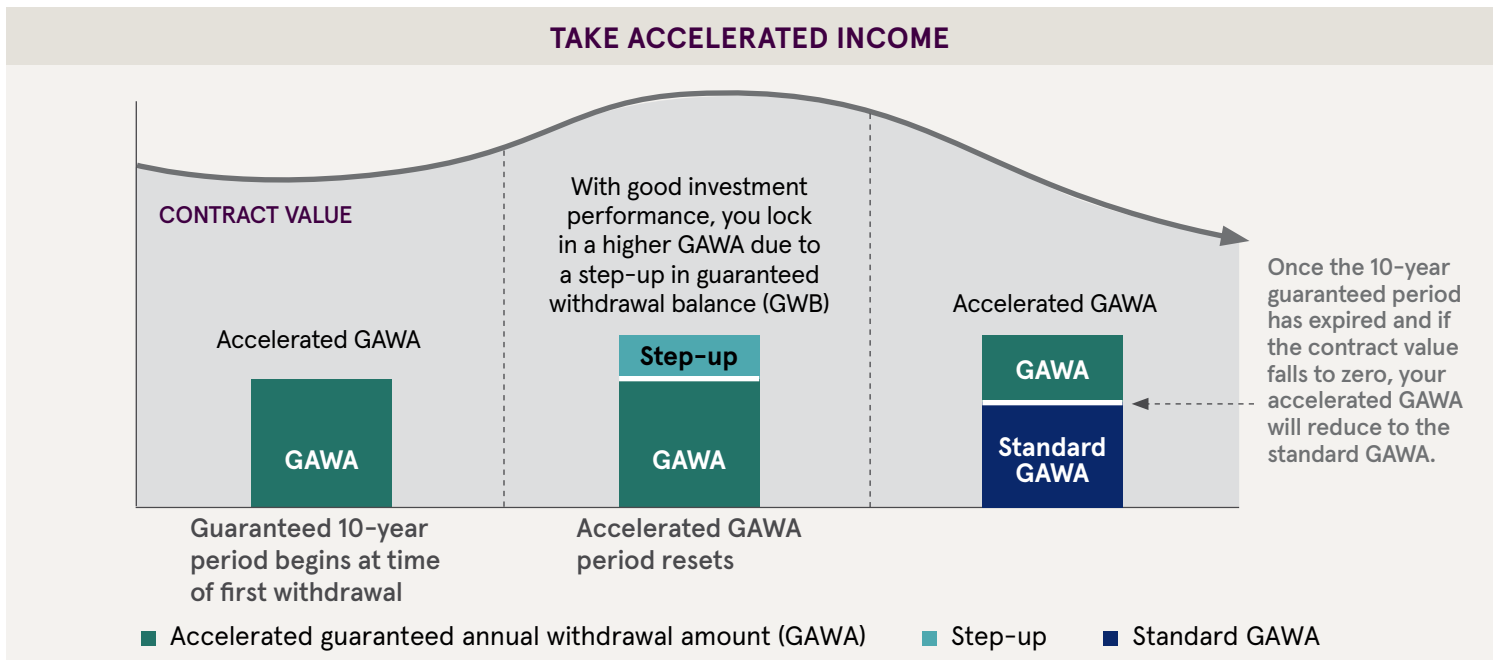 TAKE ACCELERATED INCOME
CONTRACT VALUE
Accelerated GAWA
GAWA
Guaranteed 10-year
period begins at time
of first withdrawal
With good investment
performance, you lock
in a higher GAWA due to
a step-up in guaranteed
withdrawal balance (GWB)
Step-up
GAWA
Accelerated GAWA
period resets
Accelerated GAWA
GAWA
Standard
GAWA
Once the 10-year
guaranteed period
has expired and if
the contract value
falls to zero, your
accelerated GAWA
will reduce to the
standard GAWA.
Accelerated guaranteed annual withdrawal amount (GAWA)
Step-up
Standard GAWA